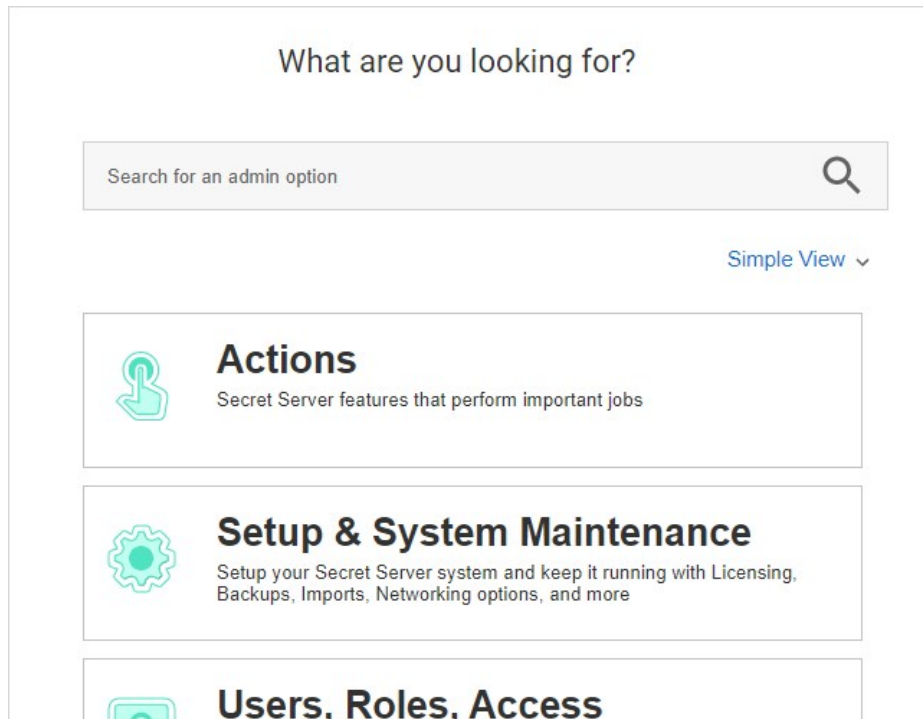 What are you looking for?
Search for an admin option
Simple View
Actions
Secret Server features that perform important jobs
Setup & System Maintenance
Setup your Secret Server system and keep it running with Licensing,
Backups, Imports, Networking options, and more
Users, Roles, Access